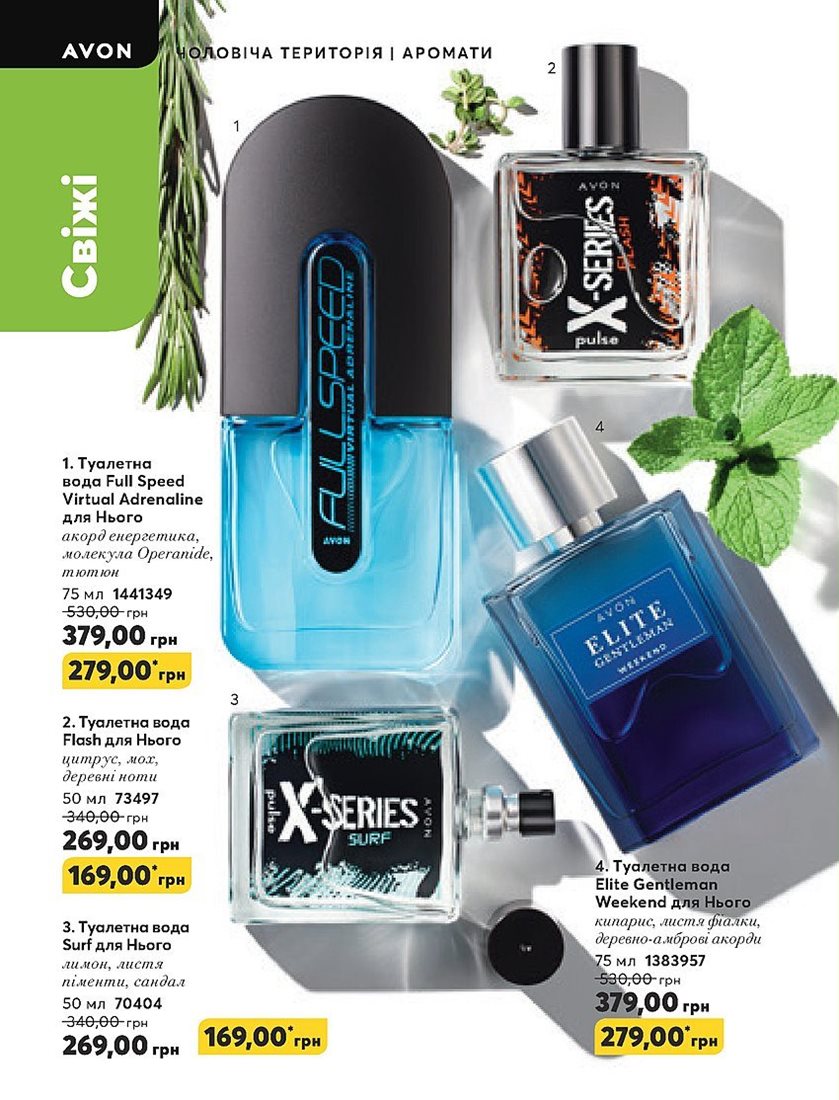 AVON
ЧОЛОВІЧА ТЕРИТОРІЯ | АРОМАТИ
Свіжі
1
2
AVON
X-SERIES
FLASH
pulse
FULL SPEED
VIRTUAL ADRENALINE
AVON
4
AVON
ELITE
GENTLEMAN
WEEKEND
1. Туалетна
вода Full Speed
Virtual Adrenaline
для Нього
акорд енергетика,
молекула Operanide,
тютюн
75 мл 1441349
530,00 грн
379,00 грн
279,00* грн
3
pulse
X-SERIES
SURF
AVON
2. Туалетна вода
Flash для Нього
цитрус, мох,
деревні ноти
50 мл 73497
340,00 грн
269,00 грн
169,00* грн
3. Туалетна вода
Surf для Нього
лимон, листя
піменти, сандал
50 мл 70404
340,00 грн
269,00 грн
169,00* грн
4. Туалетна вода
Elite Gentleman
Weekend для Нього
кипарис, листя фіалки,
деревно-амброві акорди
75 мл 1383957
530,00 грн
379,00 грн
279,00* грн